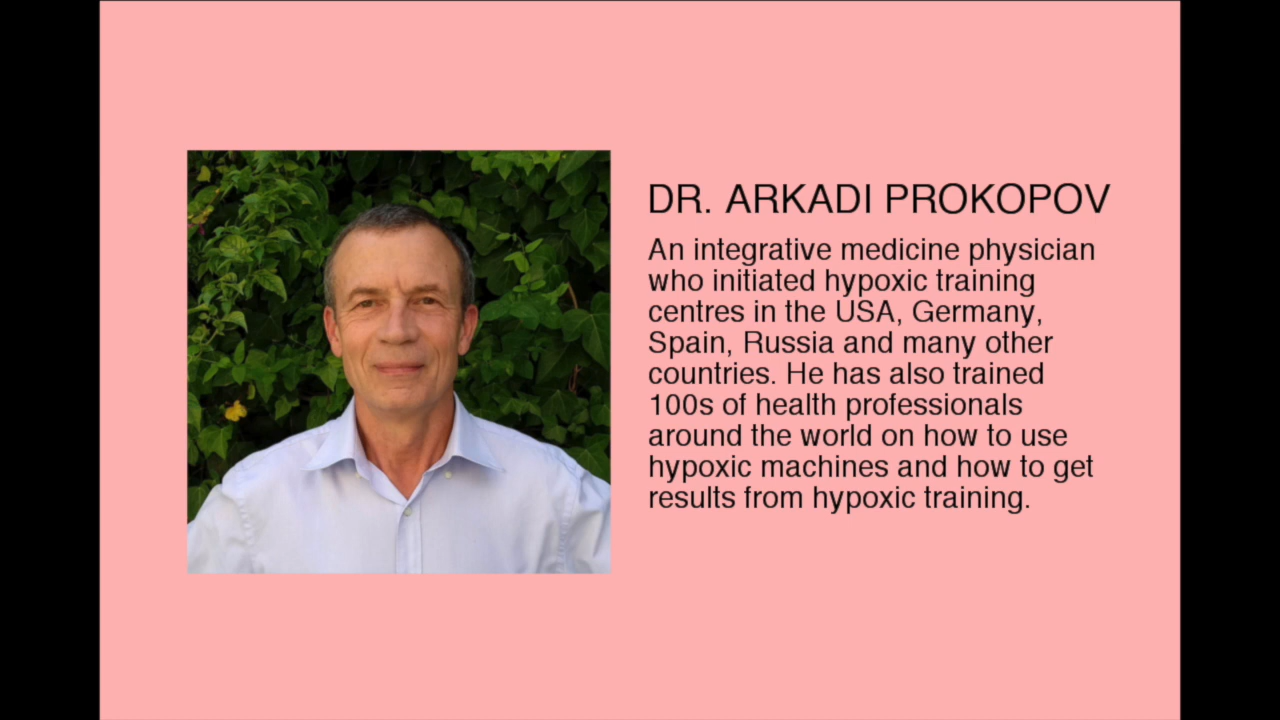 DR. ARKADI PROKOPOV
An integrative medicine physician
who initiated hypoxic training
centres in the USA, Germany,
Spain, Russia and many other
countries. He has also trained
100s of health professionals
around the world on how to use
hypoxic machines and how to get
results from hypoxic training.